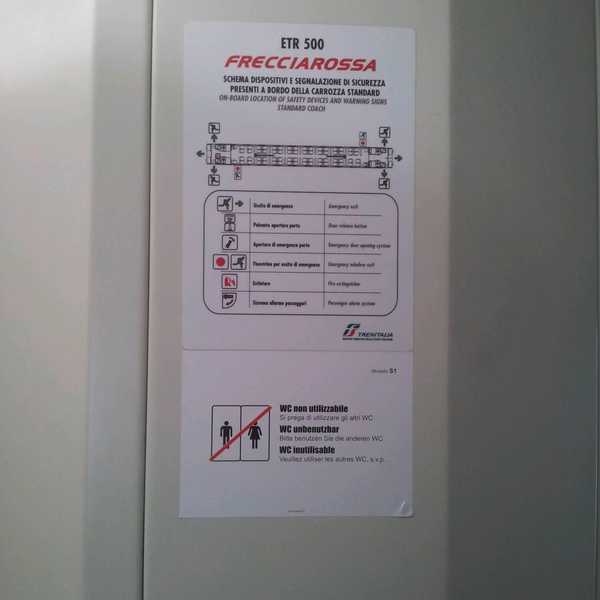 ETR 500
FRECCIAROSSA
SCHEMA DISPOSITIVI E SEGNALAZIONE DI SICUREZZA
PRESENTI A BORDO DELLA CARROZZA STANDARD
ON-BOARD LOCATION OF SAFETY DEVICES AND WARNING SIGNS
STANDARD COACH
Uscita di emergenza Emergency exit
Pulsante apertura porta Door release button
Apertura di emergenza porta Emergency door opening system
Finestrino per uscita di emergenza Emergency window exit
Estintore Fire extinguisher
Sistema allarme passeggeri Passenger alarm system
TRENITALIA
Modello S1
WC non utilizzabile
Si prega di utilizzare gli altri WC
WC unbenutzbar
Bitte benutzen Sie die anderen WC
WC inutilisable
Veuillez utiliser les autres WC, s.v.p.